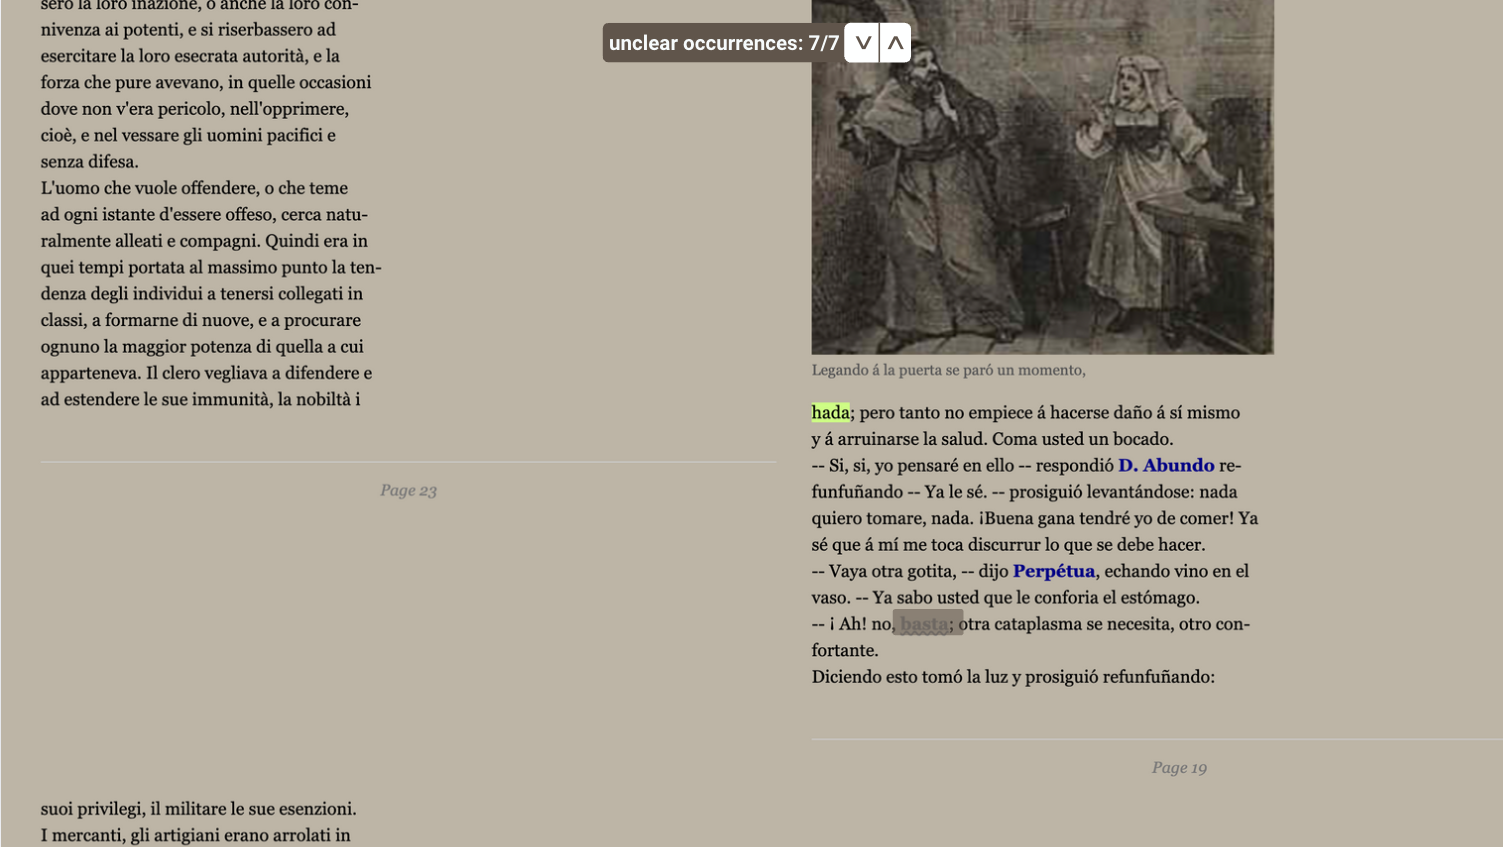 sero la loro inazione, o anche la loro con-
nivenza ai potenti, e si riserbassero ad
esercitare la loro esecrata autorità, e la
forza che pure avevano, in quelle occasioni
dove non v'era pericolo, nell'opprimere,
cioè, e nel vessare gli uomini pacifici e
senza difesa.
L'uomo che vuole offendere, o che teme
ad ogni istante d'essere offeso, cerca natu-
ralmente alleati e compagni. Quindi era in
quei tempi portata al massimo punto la ten-
denza degli individui a tenersi collegati in
classi, a formarne di nuove, e a procurare
ognuno la maggior potenza di quella a cui
apparteneva. Il clero vegliava a difendere e
ad estendere le sue immunità, la nobiltà i
Page 23
suoi privilegi, il militare le sue esenzioni.
I mercanti, gli artigiani erano arrolati in
unclear occurrences: 7/7
Legando á la puerta se paró un momento,
hada; pero tanto no empiece á hacerse daño á sí mismo
y á arruinarse la salud. Coma usted un bocado.
-- Si, si, yo pensaré en ello -- respondió D. Abundo re-
funfuñando -- Ya le sé. -- prosiguió levantándose: nada
quiero tomare, nada. ¡Buena gana tendré yo de comer! Ya
sé que á mí me toca discurrur lo que se debe hacer.
-- Vaya otra gotita, -- dijo Perpétua, echando vino en el
vaso. -- Ya sabo usted que le conforia el estómago.
-- ¡ Ah! no, basta; otra cataplasma se necesita, otro con-
fortante.
Diciendo esto tomó la luz y prosiguió refunfuñando:
Page 19